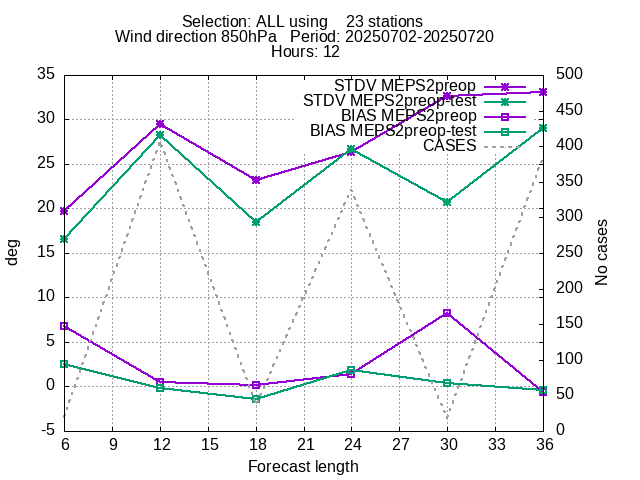 Selection: ALL using 23 stations
Wind direction 850hPa Period: 20250702-20250720
Hours: 12
STDV MEPS2preop
STDV MEPS2preop-test
BIAS MEPS2preop
BIAS MEPS2preop-test
CASES
35
30
25
20
15
10
5
0
-5
deg
500
450
400
350
300
250
200
150
100
50
0
No cases
6 9 12 15 18 21 24 27 30 33 36
Forecast length